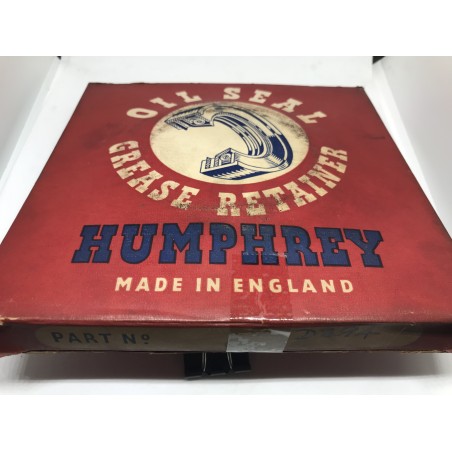 OIL SEAL
GREASE RETAINER
HUMPHREY
MADE IN ENGLAND
PART Nº